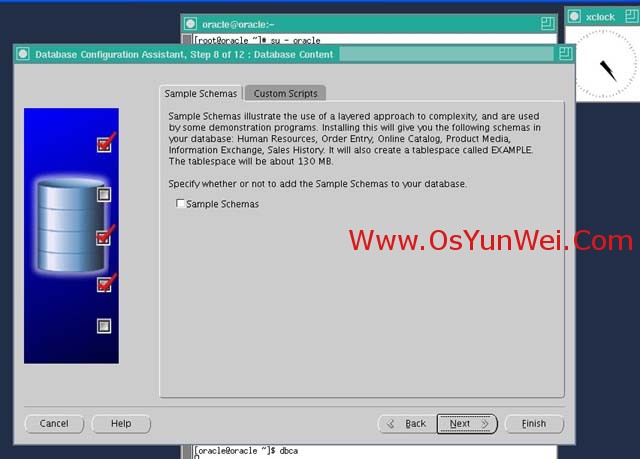 oracle@oracle:~
xclock
[root@oracle ~]# su - oracle
Database Configuration Assistant, Step 8 of 12 : Database Content
Sample Schemas
Custom Scripts
Sample Schemas illustrate the use of a layered approach to complexity, and are used
by some demonstration programs. Installing this will give you the following schemas in
your database: Human Resources, Order Entry, Online Catalog, Product Media,
Information Exchange, Sales History. It will also create a tablespace called EXAMPLE.
The tablespace will be about 130 MB.
Specify whether or not to add the Sample Schemas to your database.
Sample Schemas
Www.OsYunWei.Com
Cancel
Help
Back
Next
Finish
[oracle@oracle ~]$ dbca